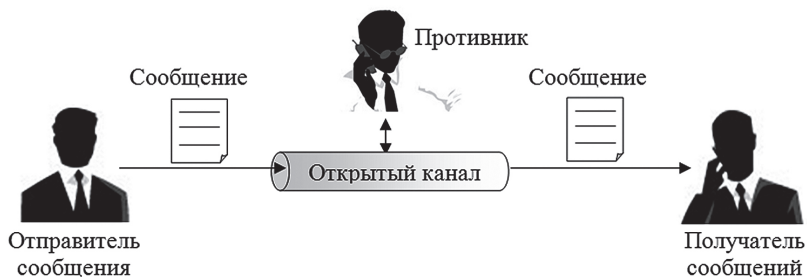 Противник
Сообщение
Сообщение
Открытый канал
Отправитель
сообщения
Получатель
сообщений